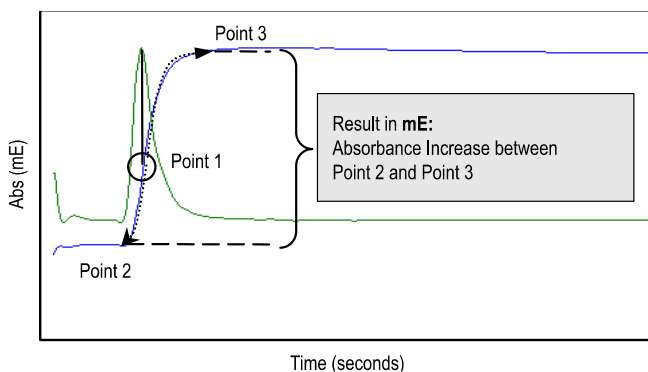 Point 3
Result in mE:
Absorbance Increase between
Point 2 and Point 3
Point 1
Point 2
Abs (mE)
Time (seconds)